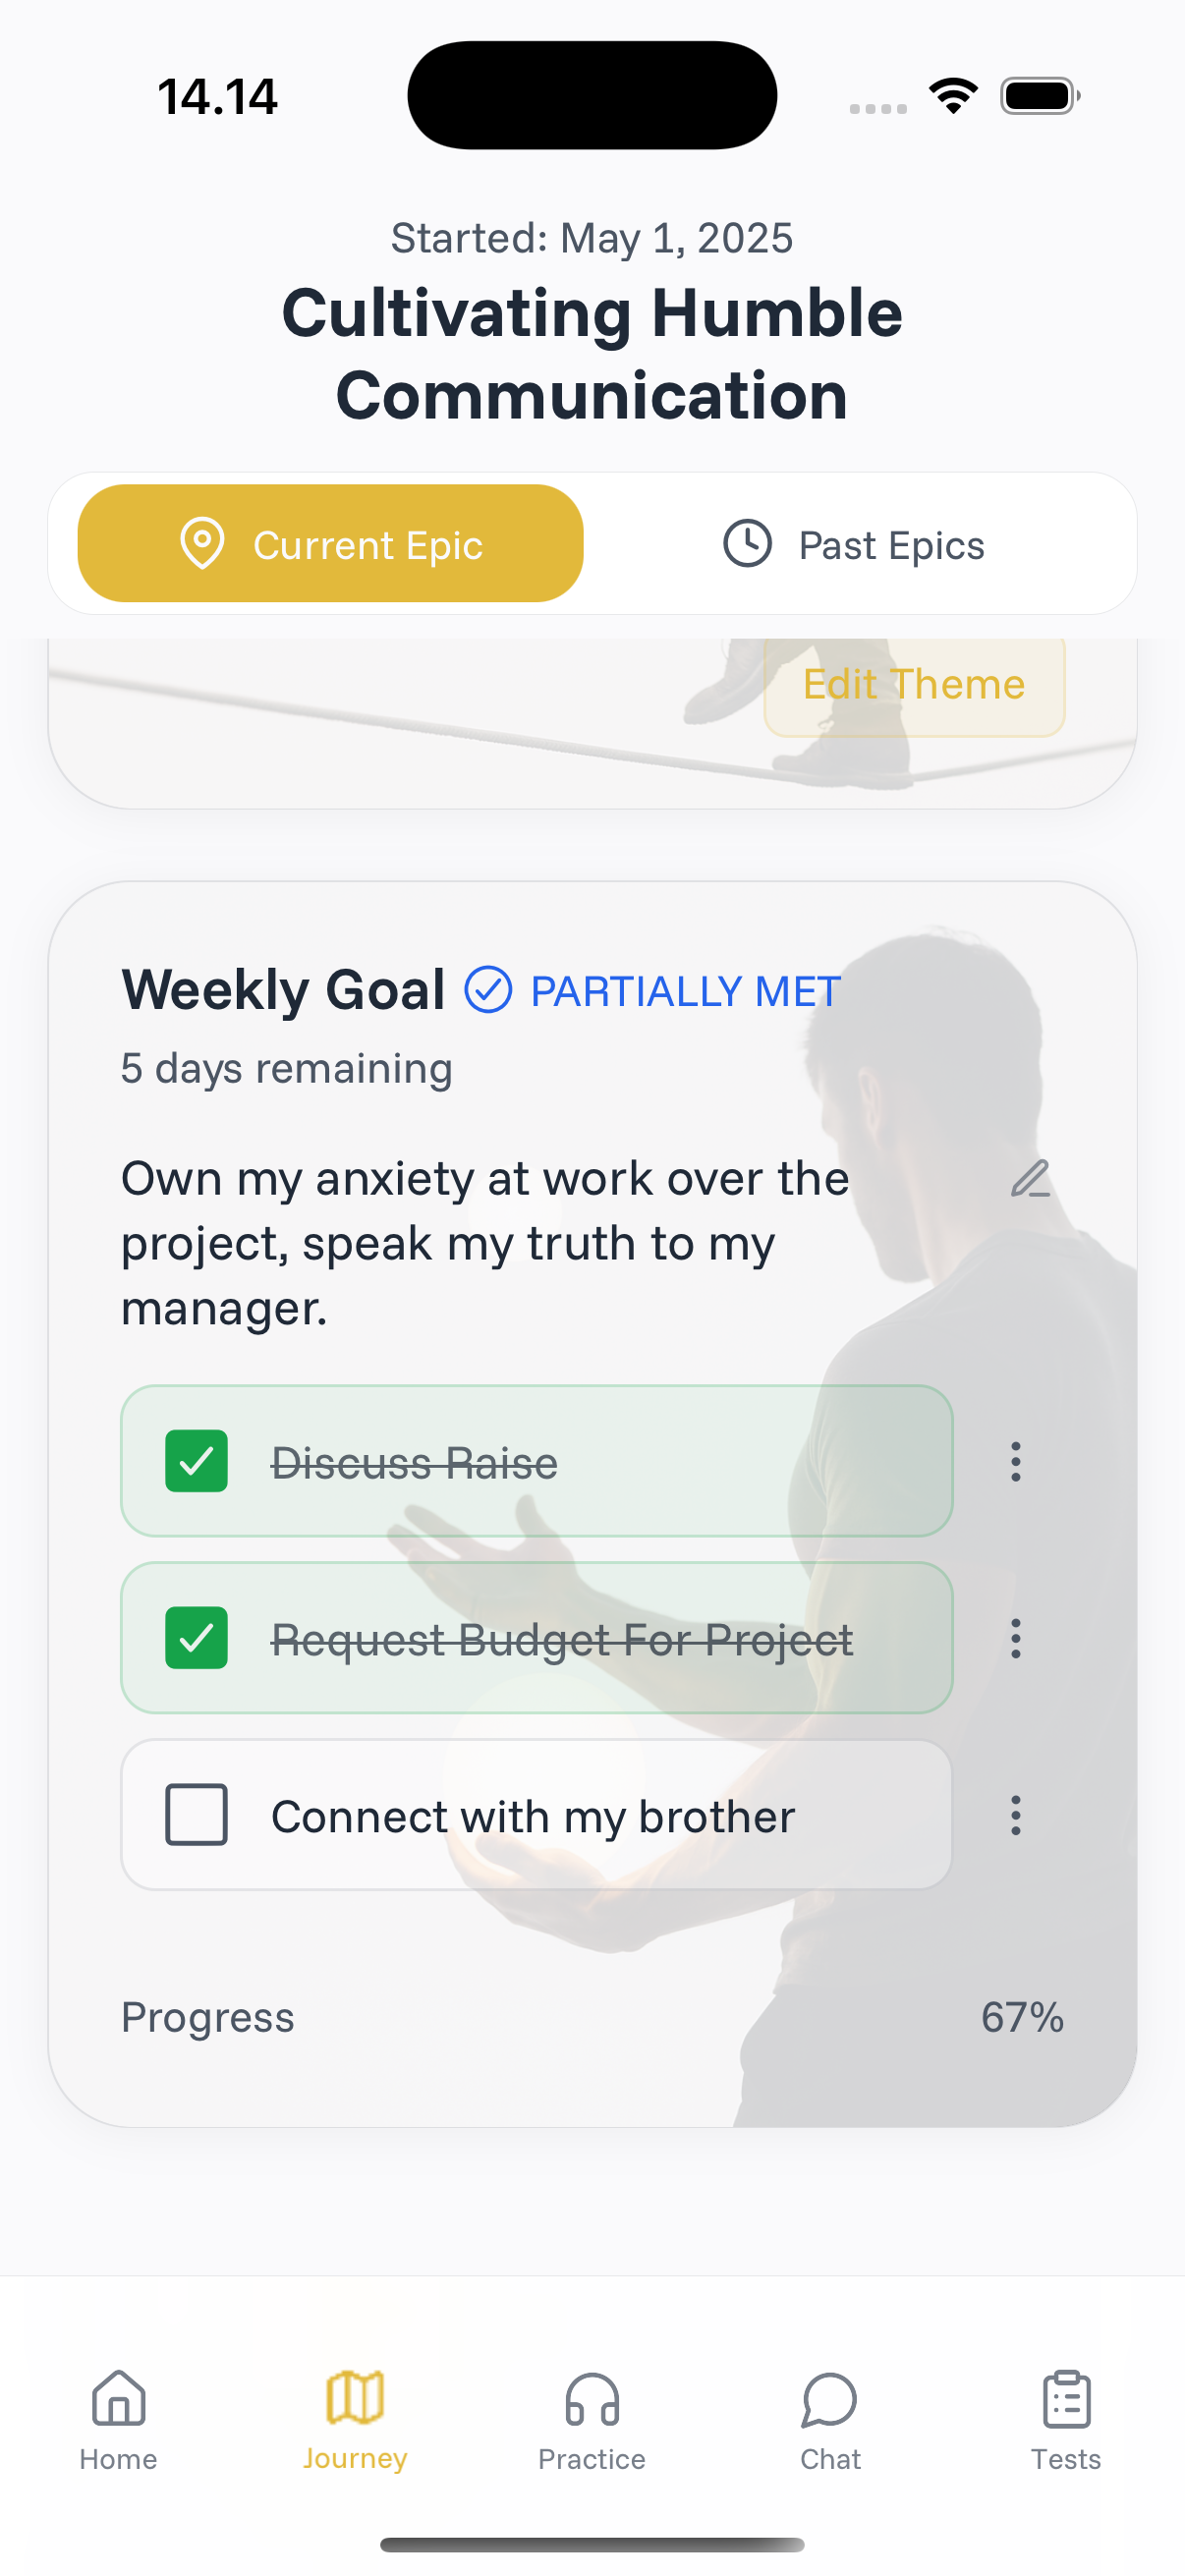 14.14
Started: May 1, 2025
Cultivating Humble
Communication
Current Epic
Past Epics
Edit Theme
Weekly Goal PARTIALLY MET
5 days remaining
Own my anxiety at work over the
project, speak my truth to my
manager.
Discuss Raise
Request Budget For Project
Connect with my brother
Progress 67%
Home
Journey
Practice
Chat
Tests